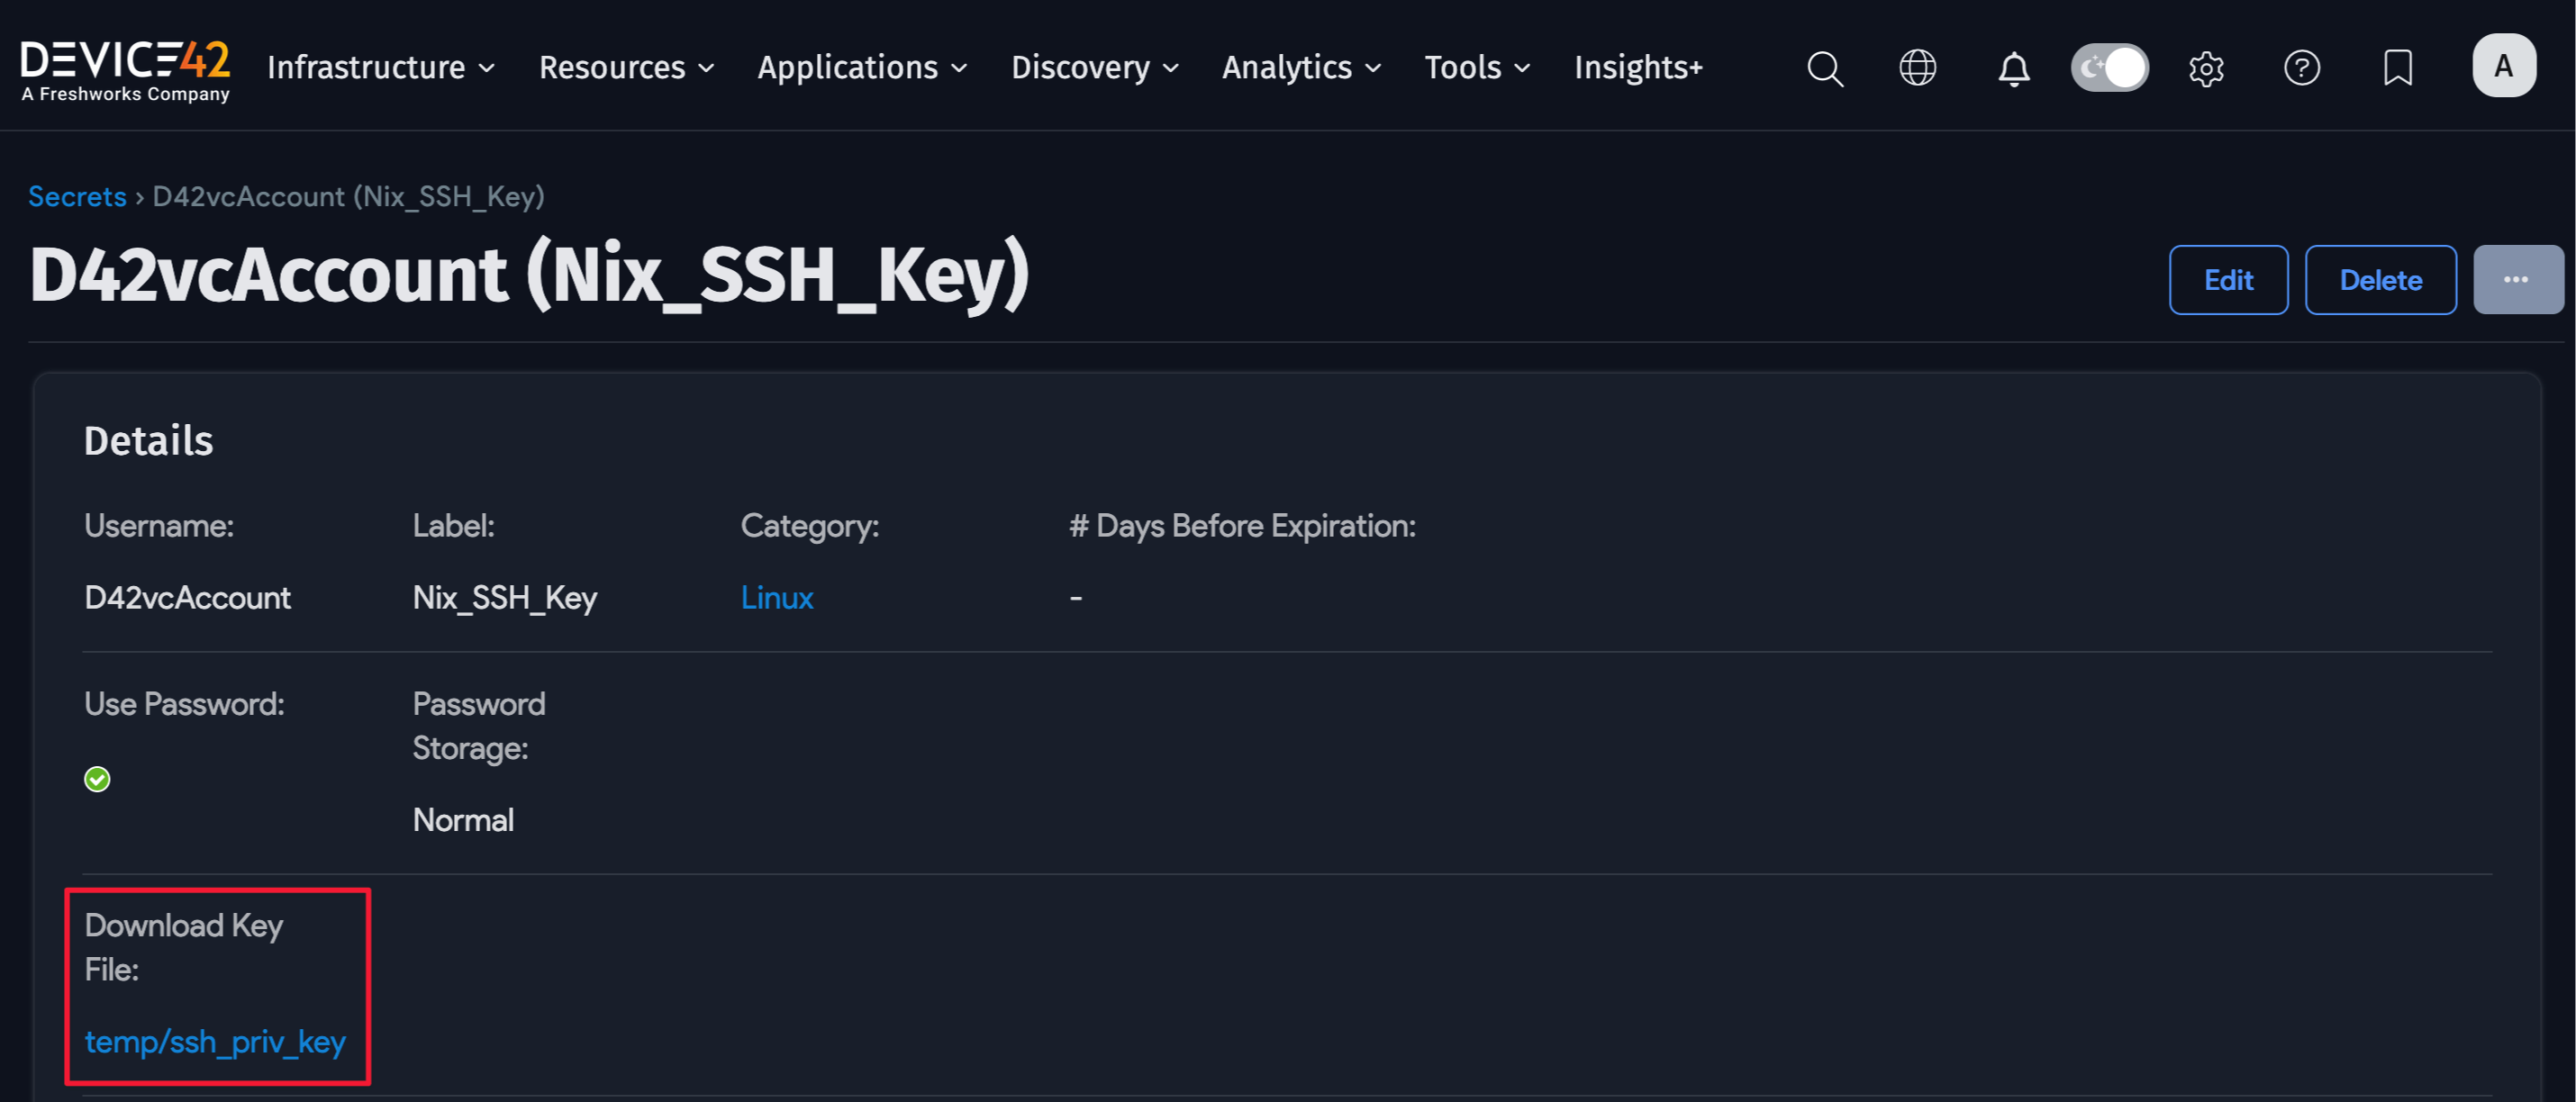 DEVICE42
A Freshworks Company
Infrastructure Resources Applications Discovery Analytics Tools Insights+
A
Secrets › D42vcAccount (Nix_SSH_Key)
D42vcAccount (Nix_SSH_Key)
Edit Delete ...
Details
Username: Label: Category: # Days Before Expiration:
D42vcAccount Nix_SSH_Key Linux -
Use Password: Password
Storage:
Normal
Download Key
File:
temp/ssh_priv_key